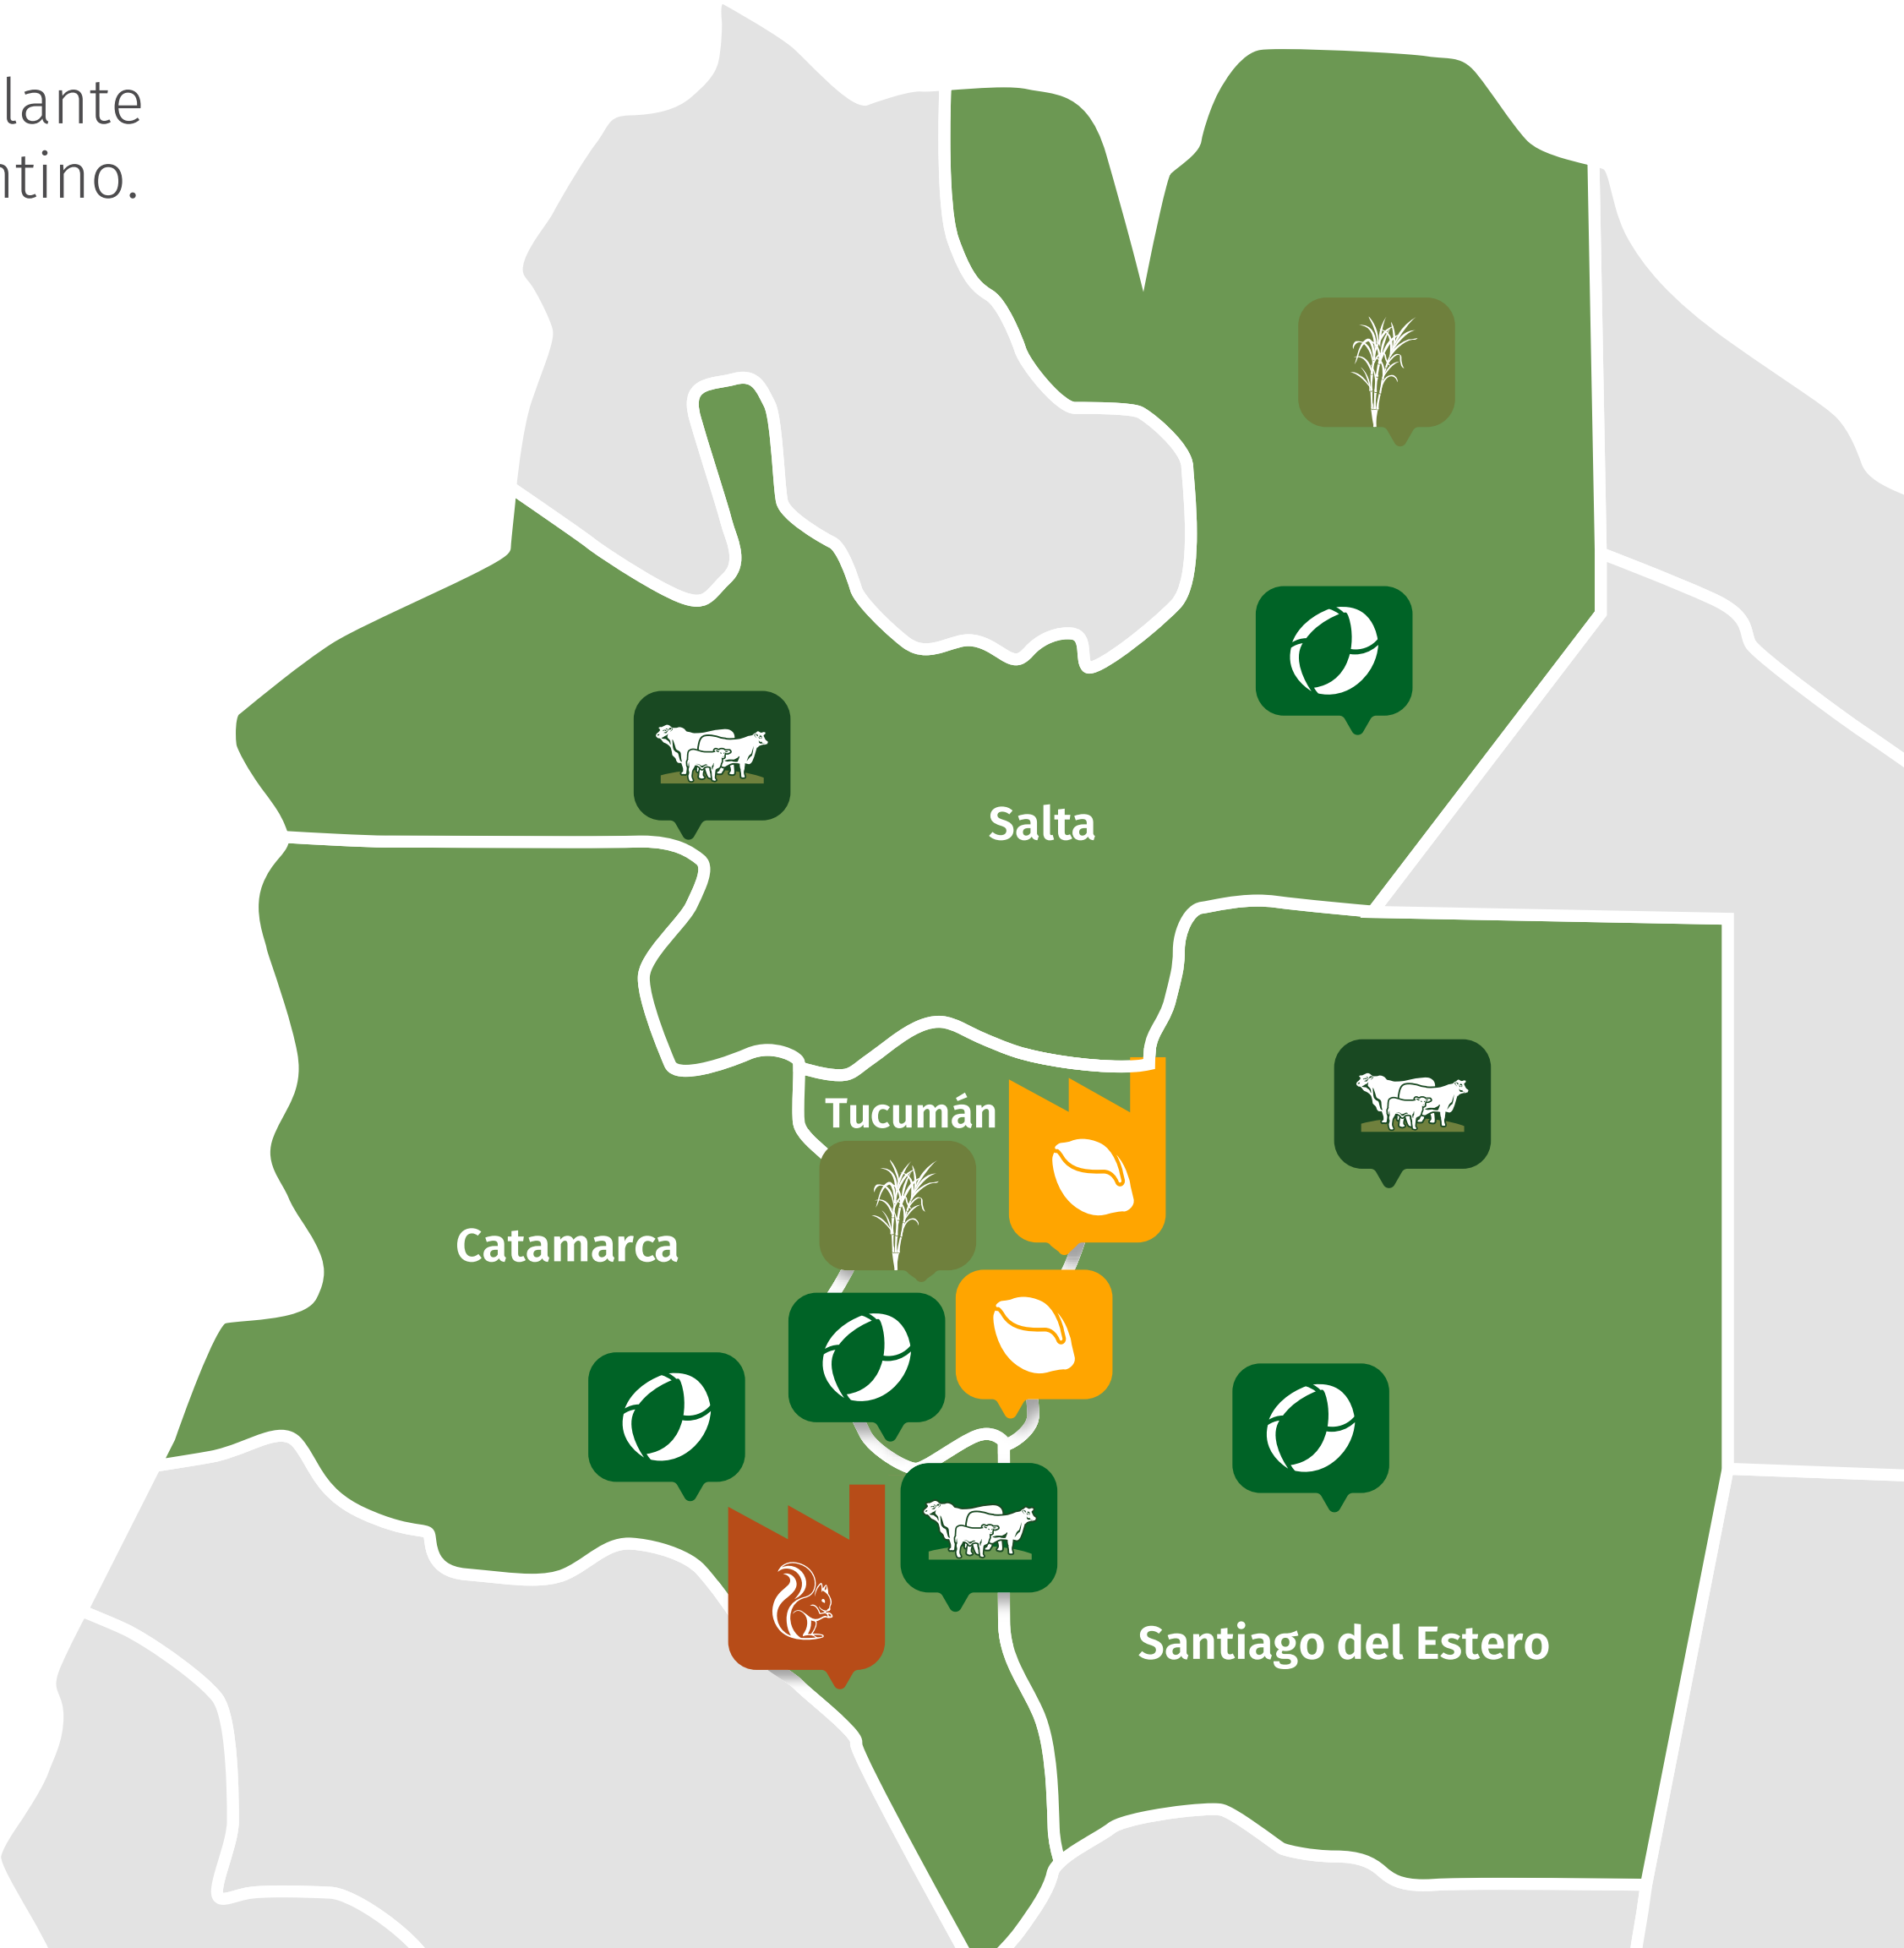 lante
ntino.
Salta
Tucumán
Catamarca
Santiago del Estero